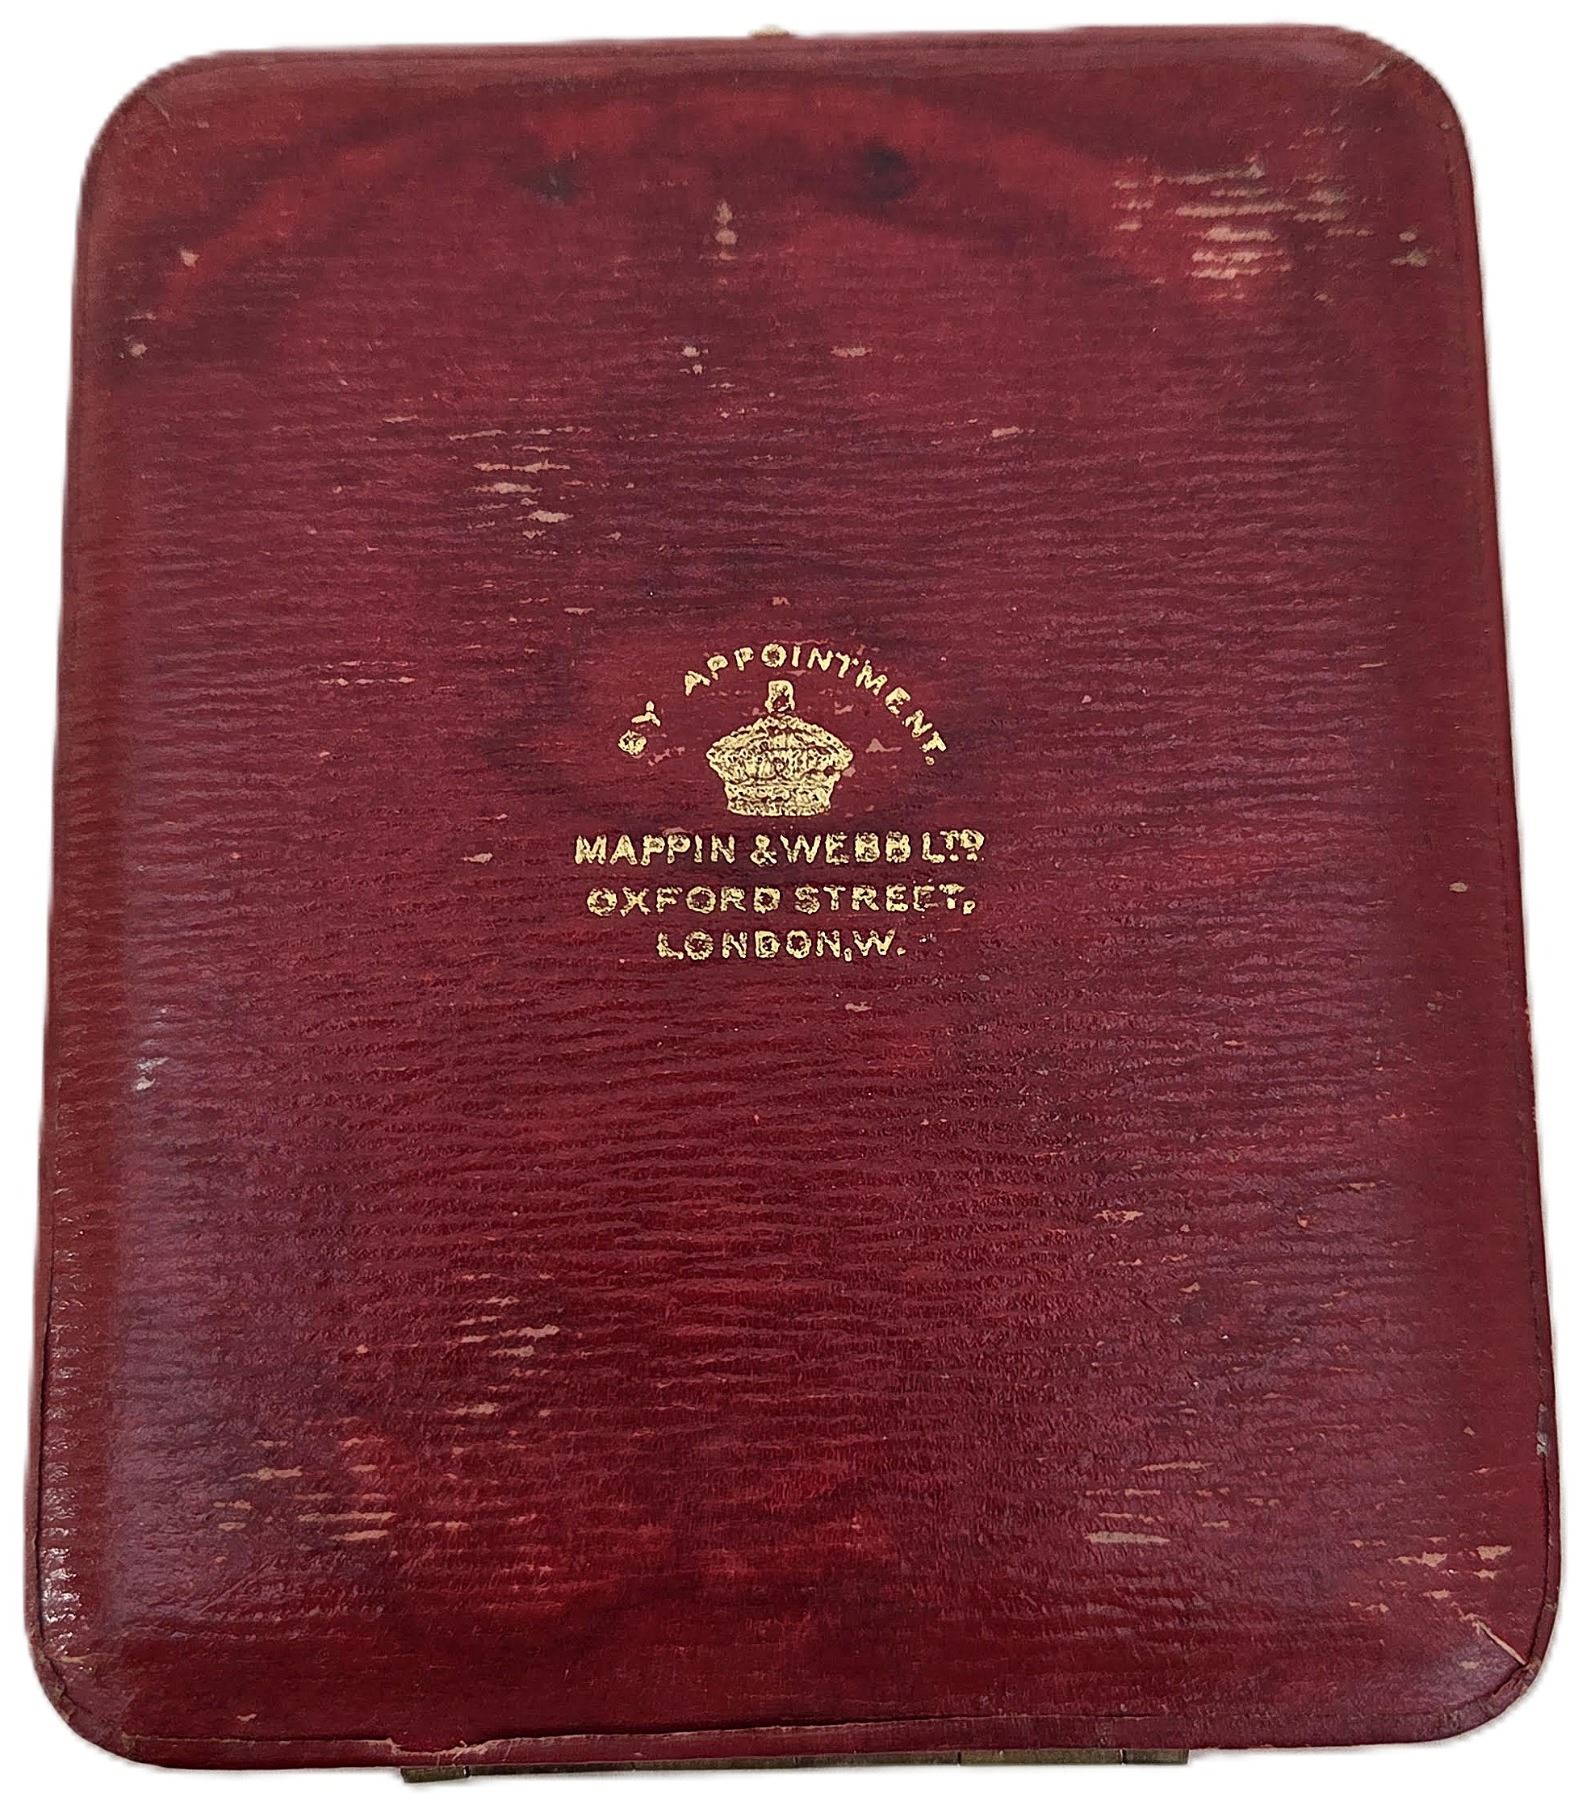 BY APPOINTMENT.
MAPPIN & WEBB LTD
OXFORD STREET,
LONDON, W.